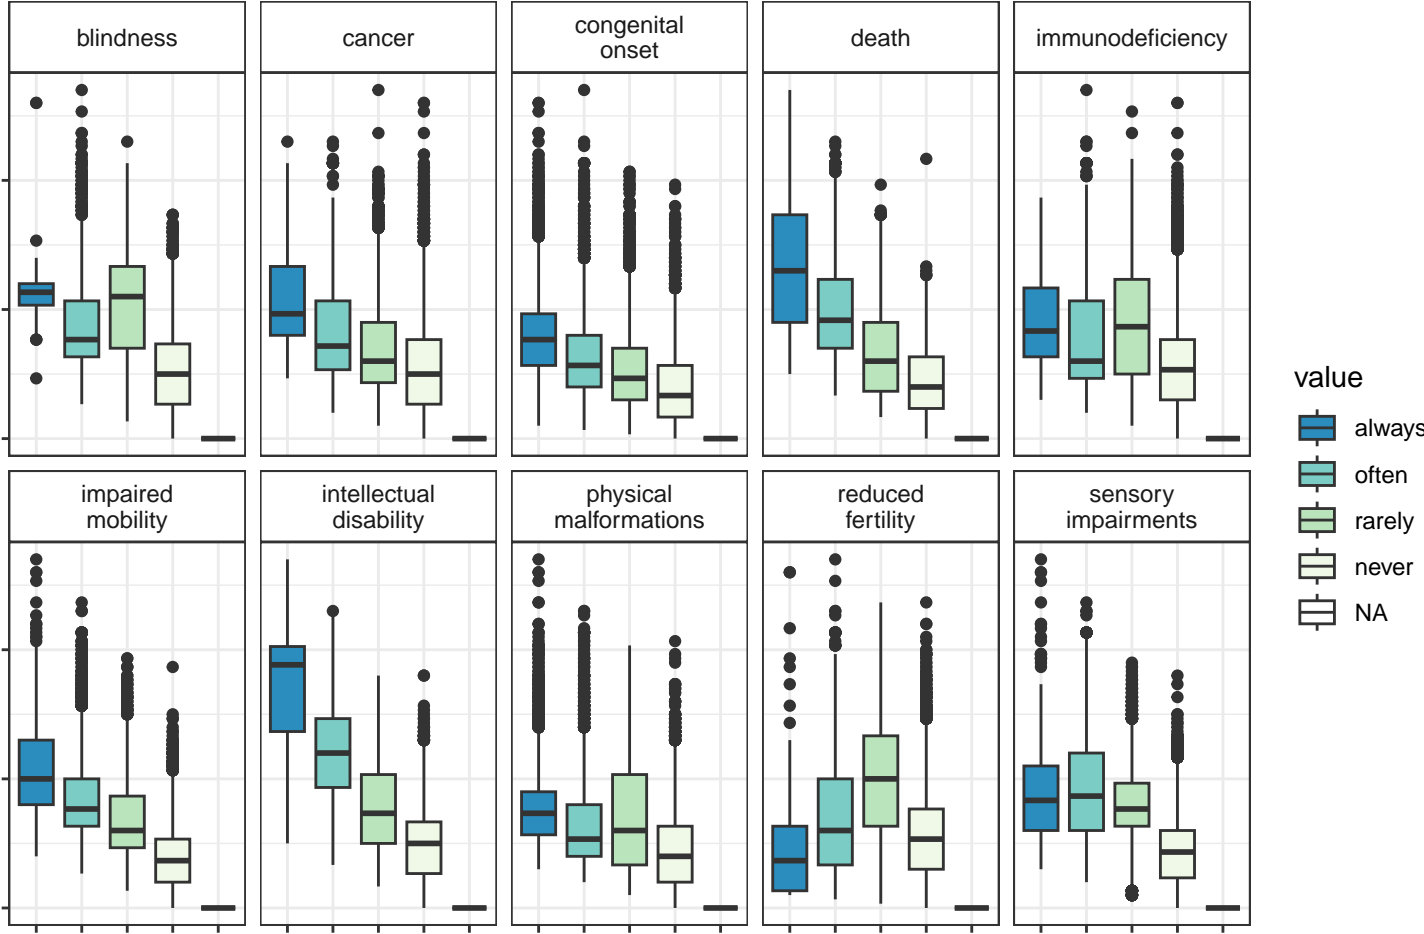 blindness
cancer
congenital
onset
death
immunodeficiency
impaired
mobility
intellectual
disability
physical
malformations
reduced
fertility
sensory
impairments
value
always
often
rarely
never
NA